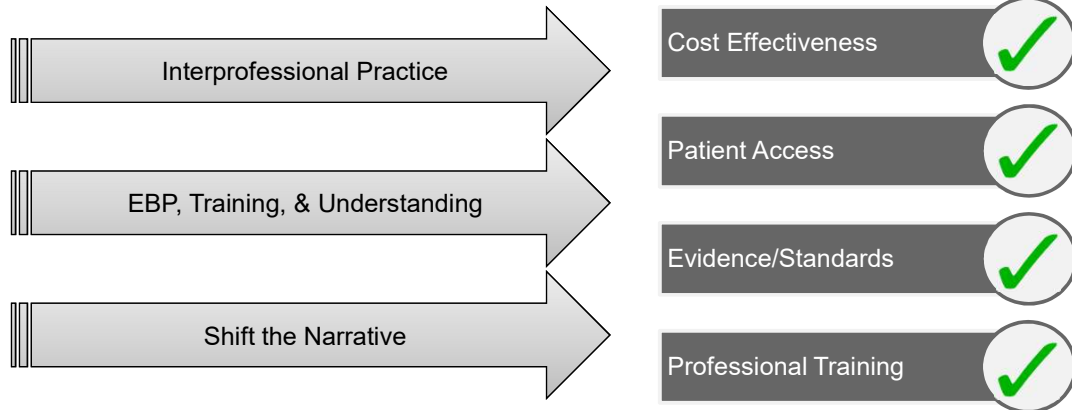 Interprofessional Practice
EBP, Training, & Understanding
Shift the Narrative
Cost Effectiveness
Patient Access
Evidence/Standards
Professional Training